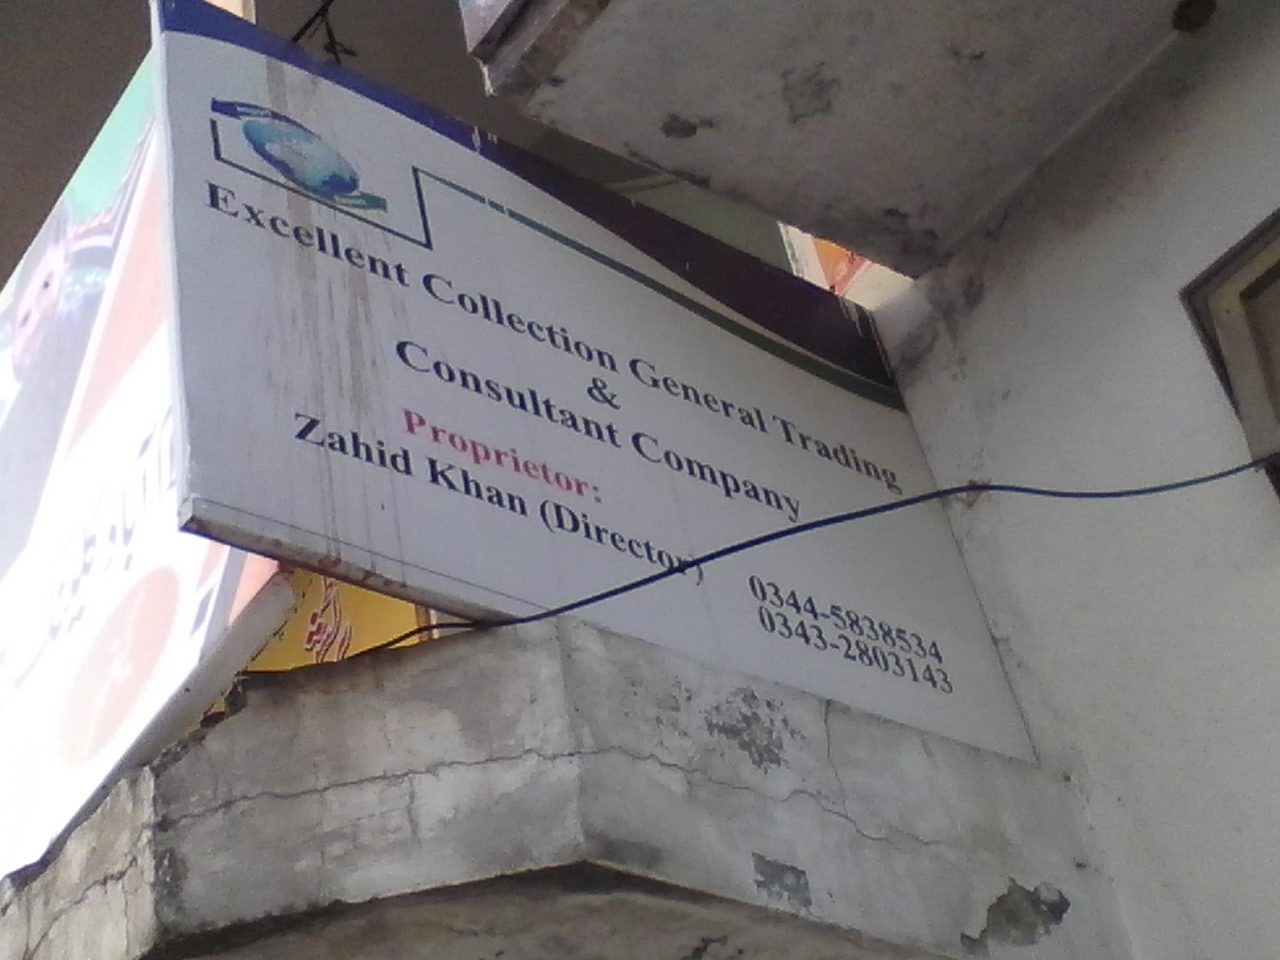 Excellent Collection General Trading
&
Consultant Company
Proprietor:
Zahid Khan (Director)
0344-5838534
0343-2803143